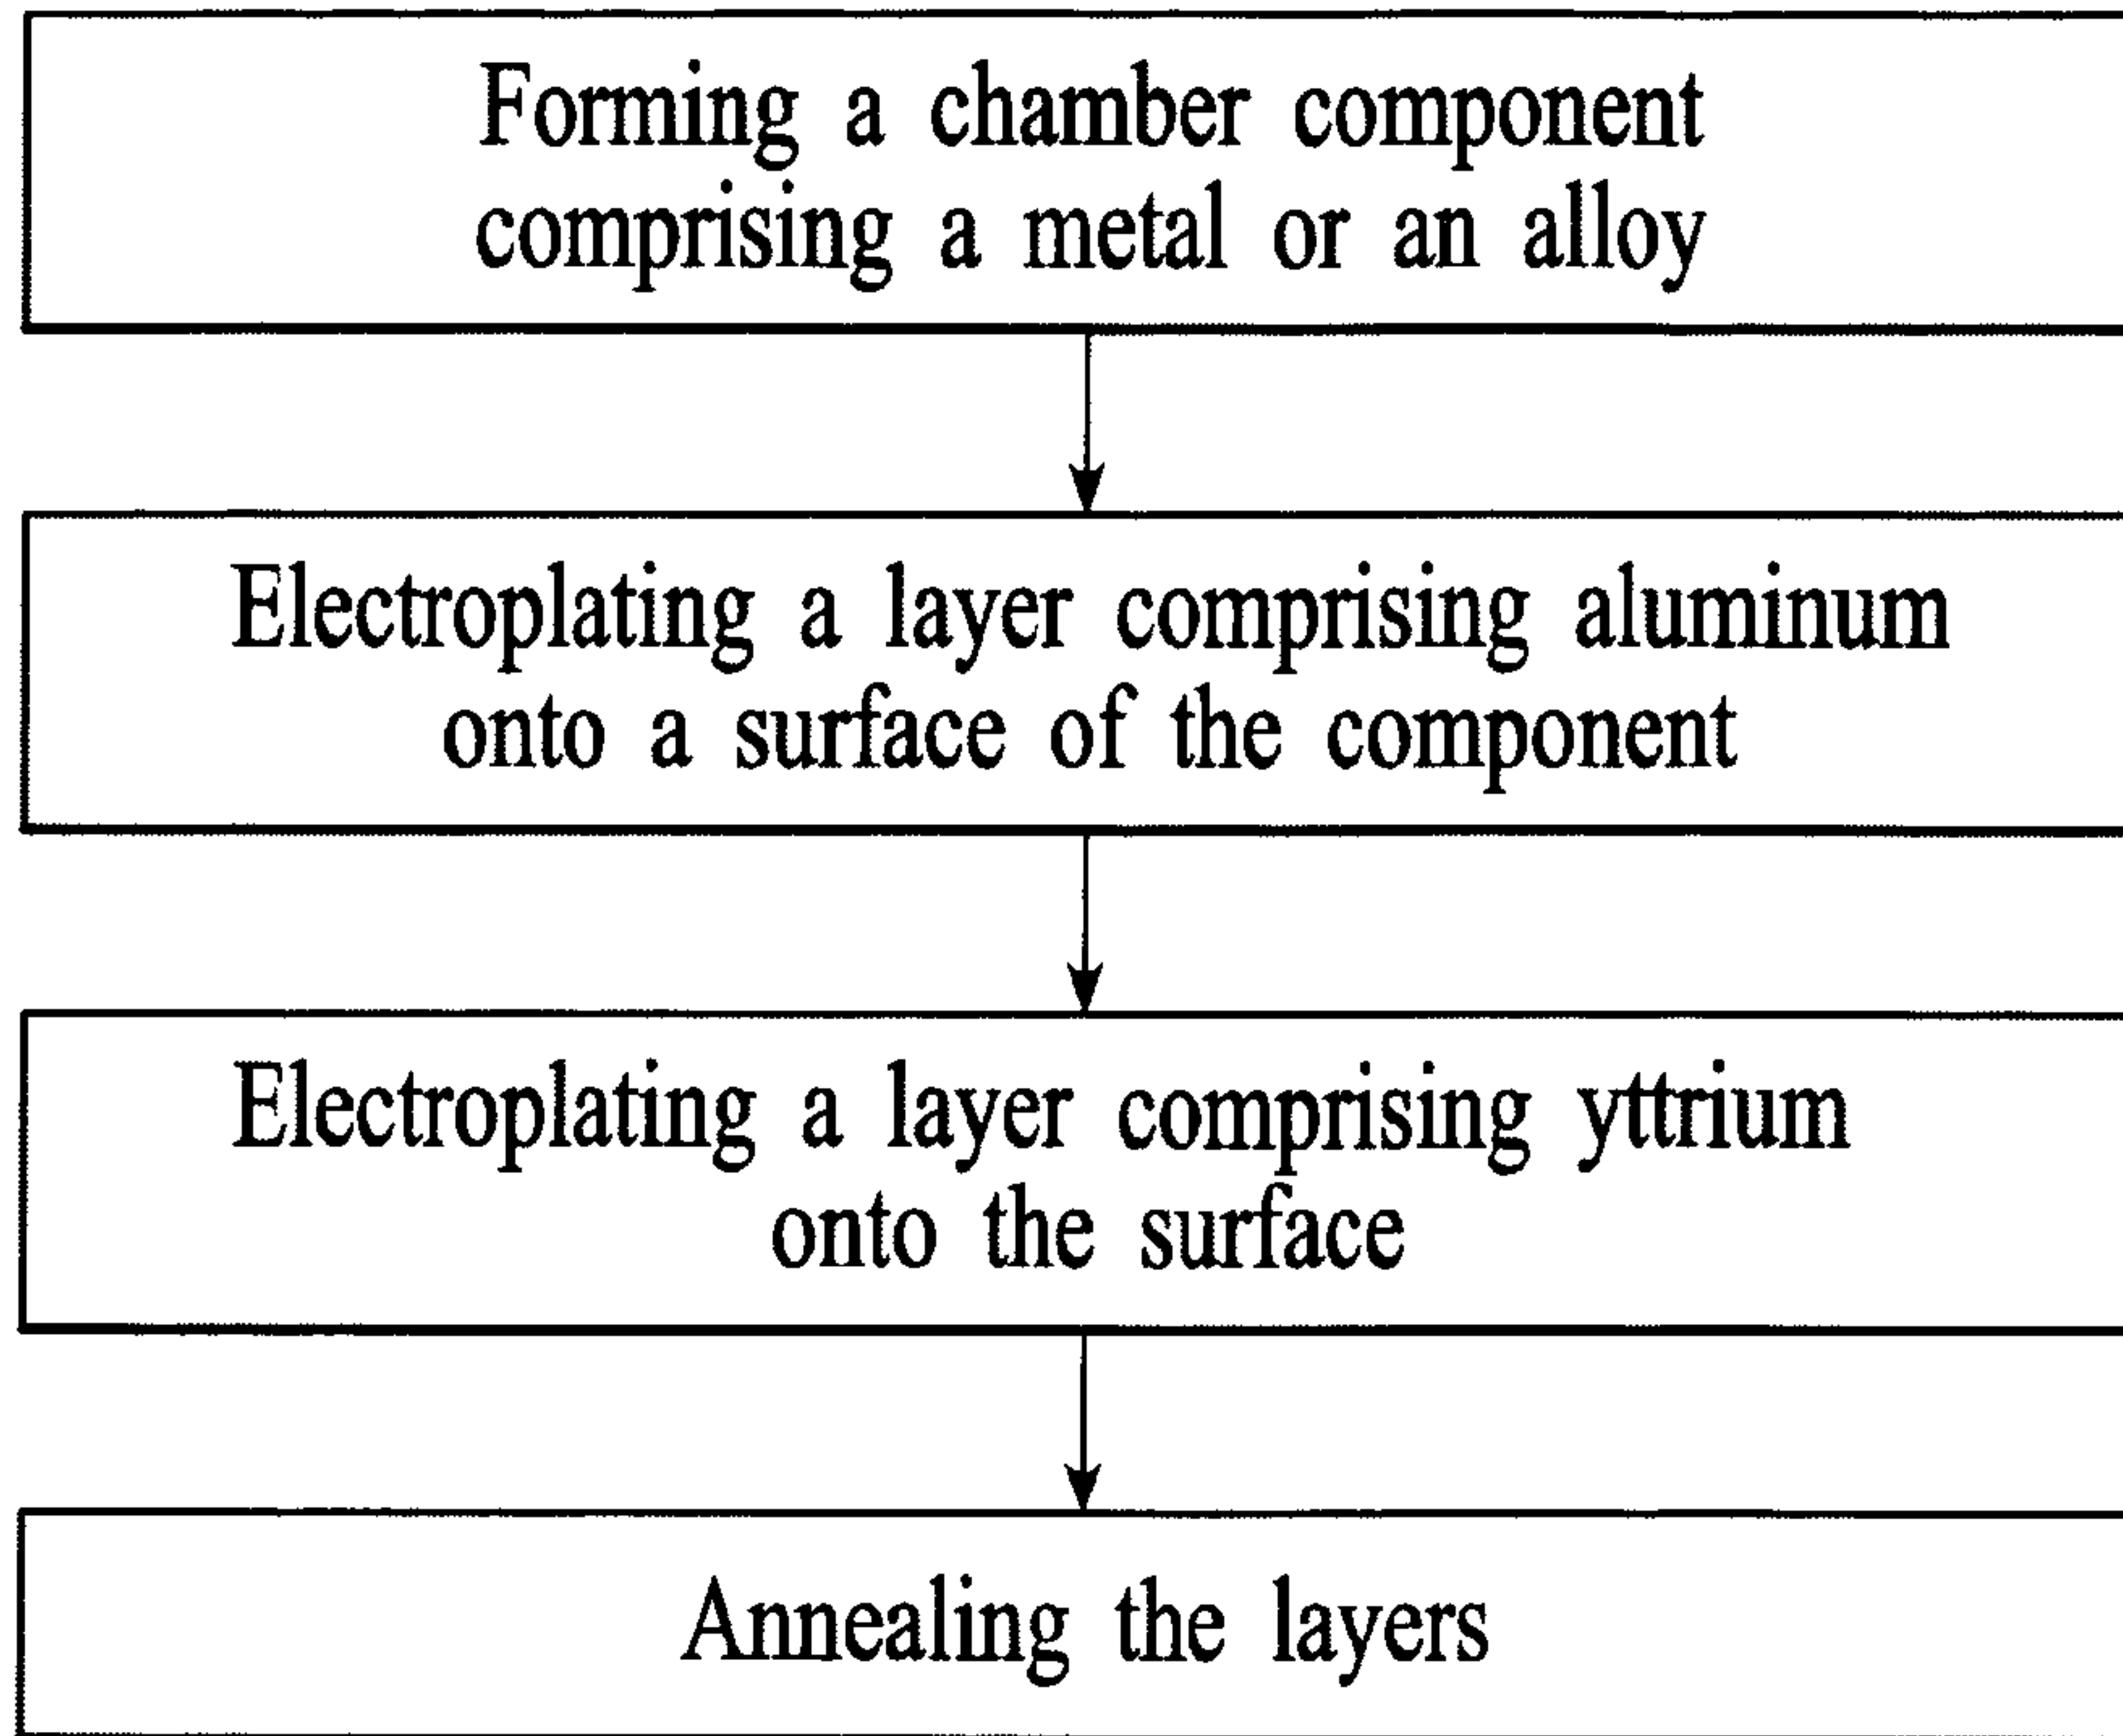 Forming a chamber component
comprising a metal or an alloy
Electroplating a layer comprising aluminum
onto a surface of the component
Electroplating a layer comprising yttrium
onto the surface
Annealing the layers